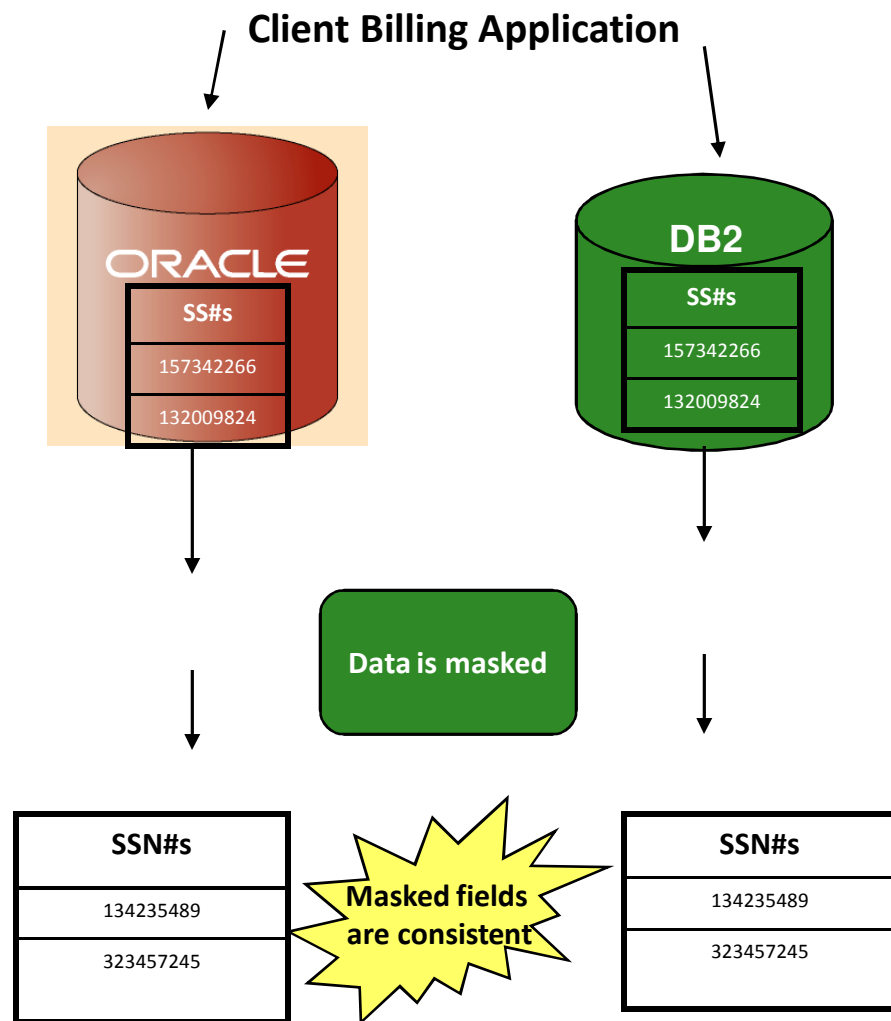 Client Billing Application
ORACLE
SS#s
157342266
132009824
DB2
SS#s
157342266
132009824
Data is masked
SSN#s
134235489
323457245
Masked fields
are consistent
SSN#s
134235489
323457245